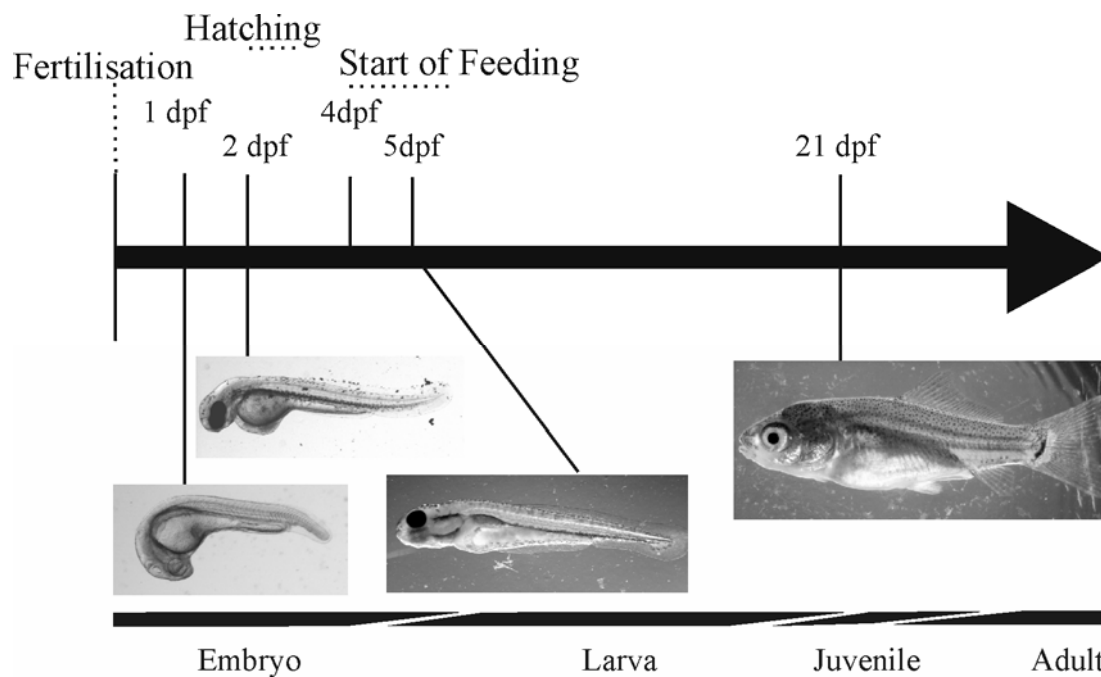 Hatching
Fertilisation
Start of Feeding
1 dpf
4dpf
2 dpf
5dpf
21 dpf
Embryo
Larva
Juvenile
Adult